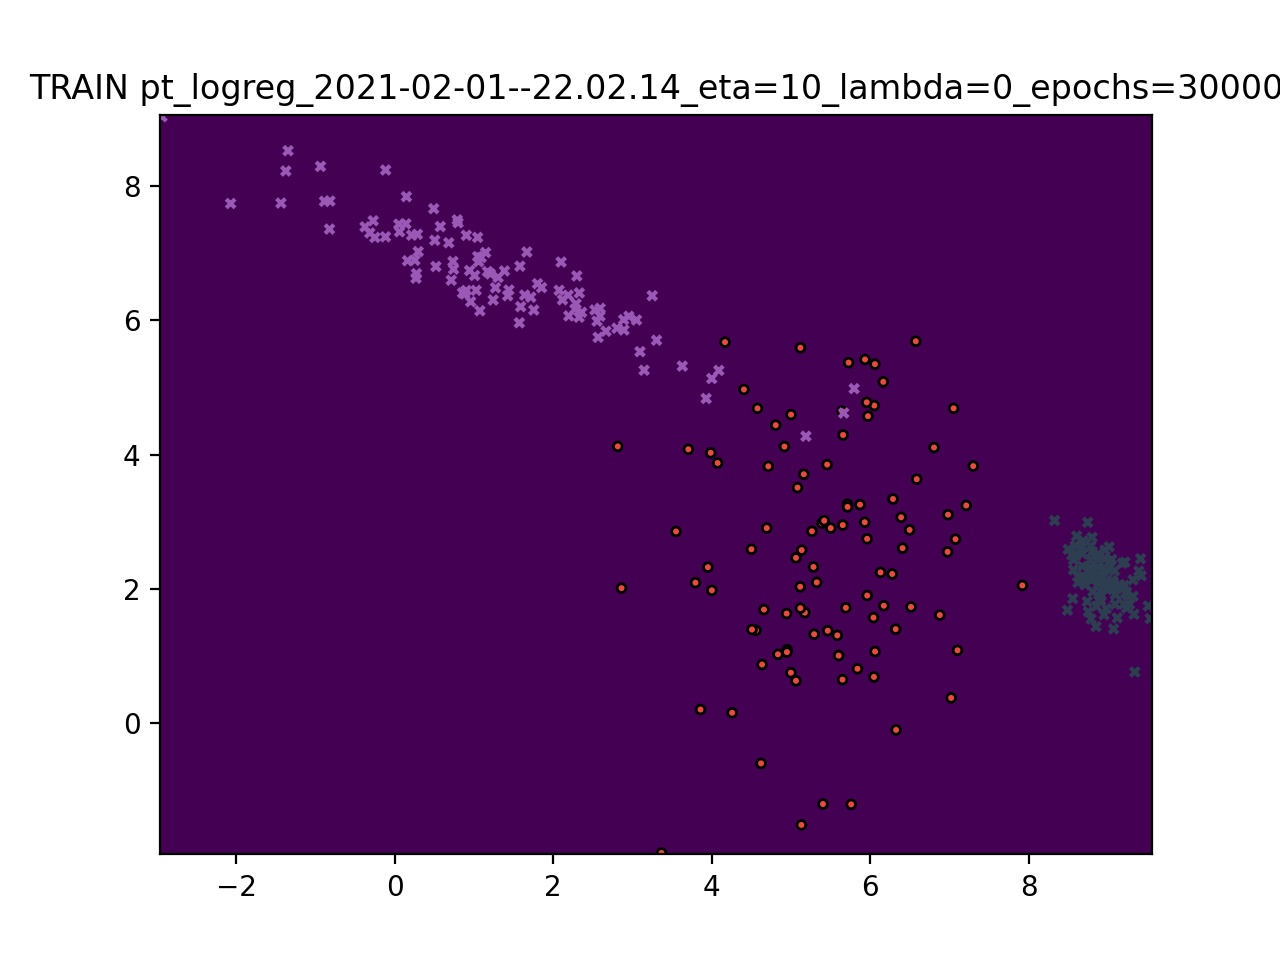 TRAIN pt_logreg_2021-02-01--22.02.14_eta=10_lambda=0_epochs=30000
8
6
4
2
0
−2 0 2 4 6 8